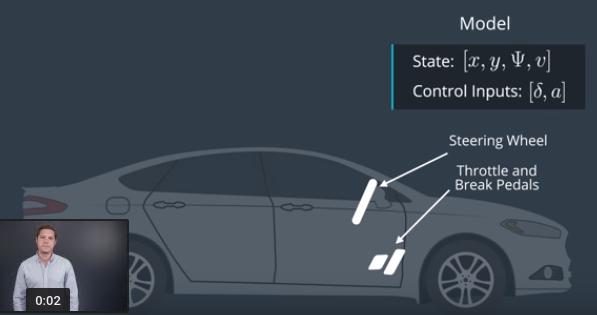 Model
State: [x, y, Ψ, v]
Control Inputs: [δ, a]
Steering Wheel
Throttle and
Break Pedals
0:02